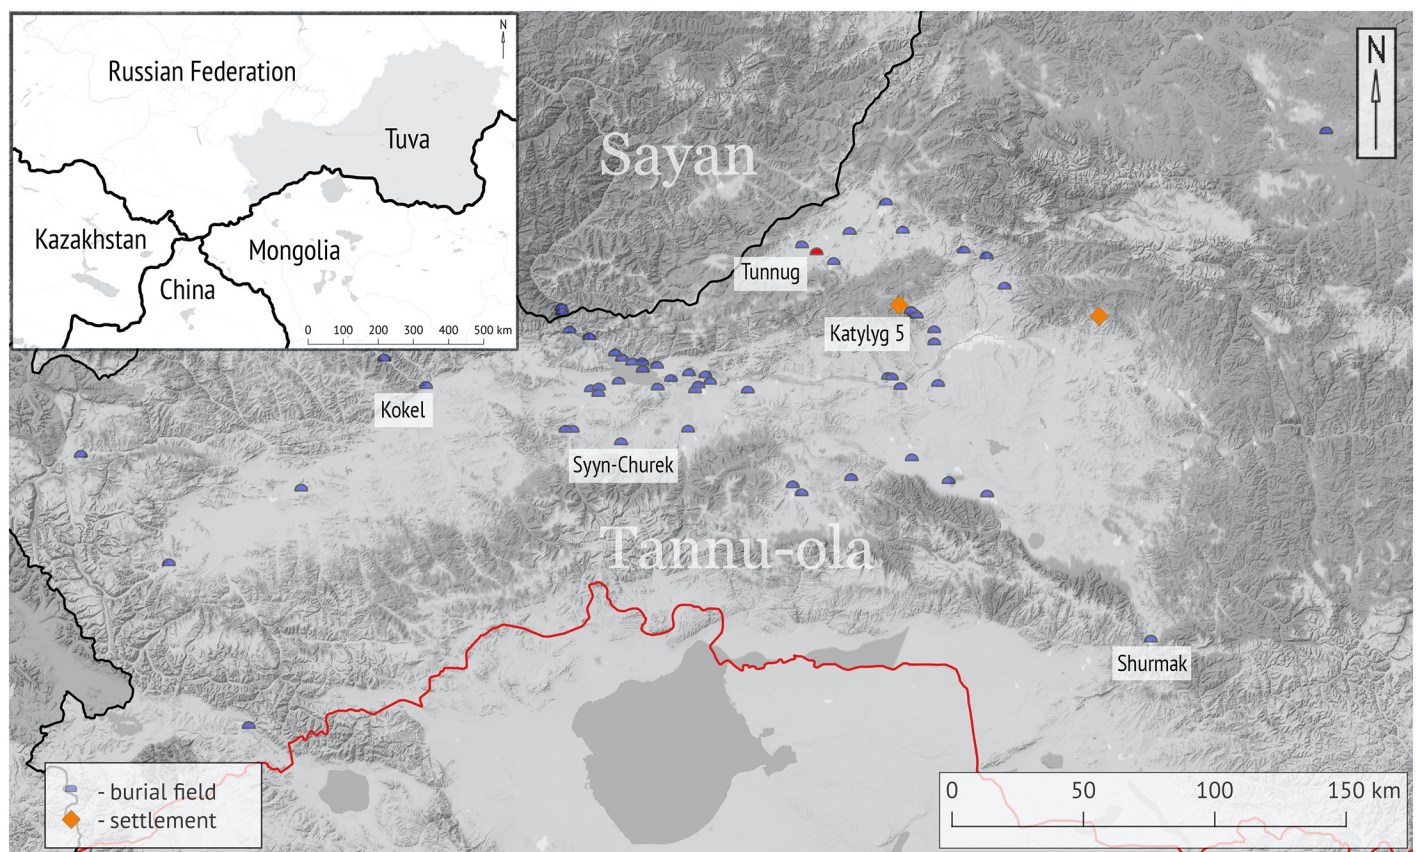 N
Russian Federation
Tuva
Kazakhstan
Mongolia
China
0 100 200 300 400 500 km
N
Sayan
Tunnug
Katylyg 5
Kokel
Syyn-Churek
Tannu-ola
Shurmak
- burial field
- settlement
0 50 100 150 km